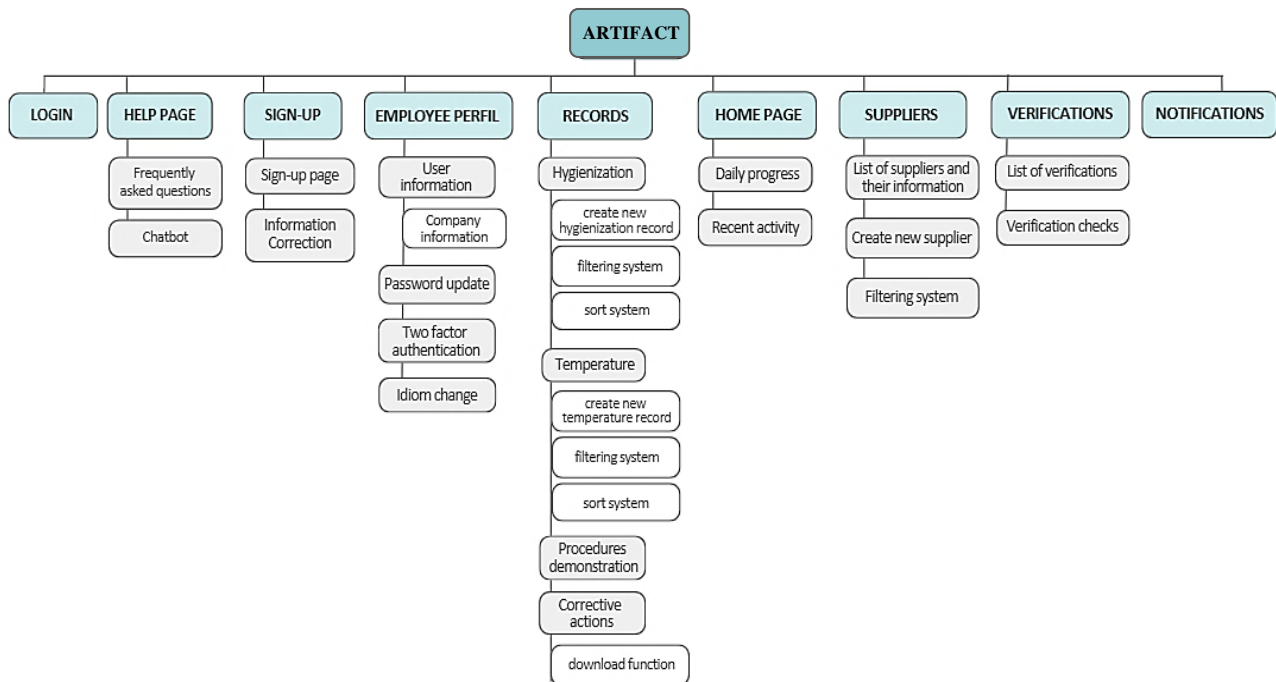 ARTIFACT
LOGIN
HELP PAGE
Frequently
asked questions
Chatbot
SIGN-UP
Sign-up page
Information
Correction
EMPLOYEE PERFIL
User
information
Company
information
Password update
Two factor
authentication
Idiom change
RECORDS
Hygienization
create new
hygienization record
filtering system
sort system
Temperature
create new
temperature record
filtering system
sort system
Procedures
demonstration
Corrective
actions
download function
HOME PAGE
Daily progress
Recent activity
SUPPLIERS
List of suppliers and
their information
Create new supplier
Filtering system
VERIFICATIONS
List of verifications
Verification checks
NOTIFICATIONS